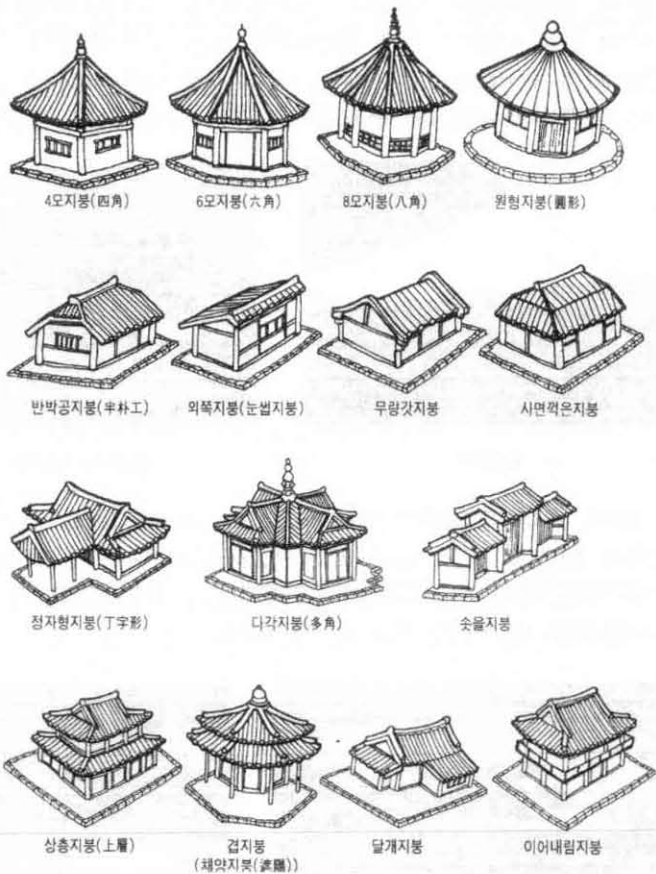 4모지붕(四角)
6모지붕(六角)
8모지붕(八角)
원형지붕(圓形)
반박공지붕(半朴工)
외쪽지붕(눈썹지붕)
무량갓지붕
사면꺽은지붕
정자형지붕(丁字形)
다각지붕(多角)
솟을지붕
상층지붕(上層)
겹지붕
(채양지붕(遮陽))
달개지붕
이어내림지붕